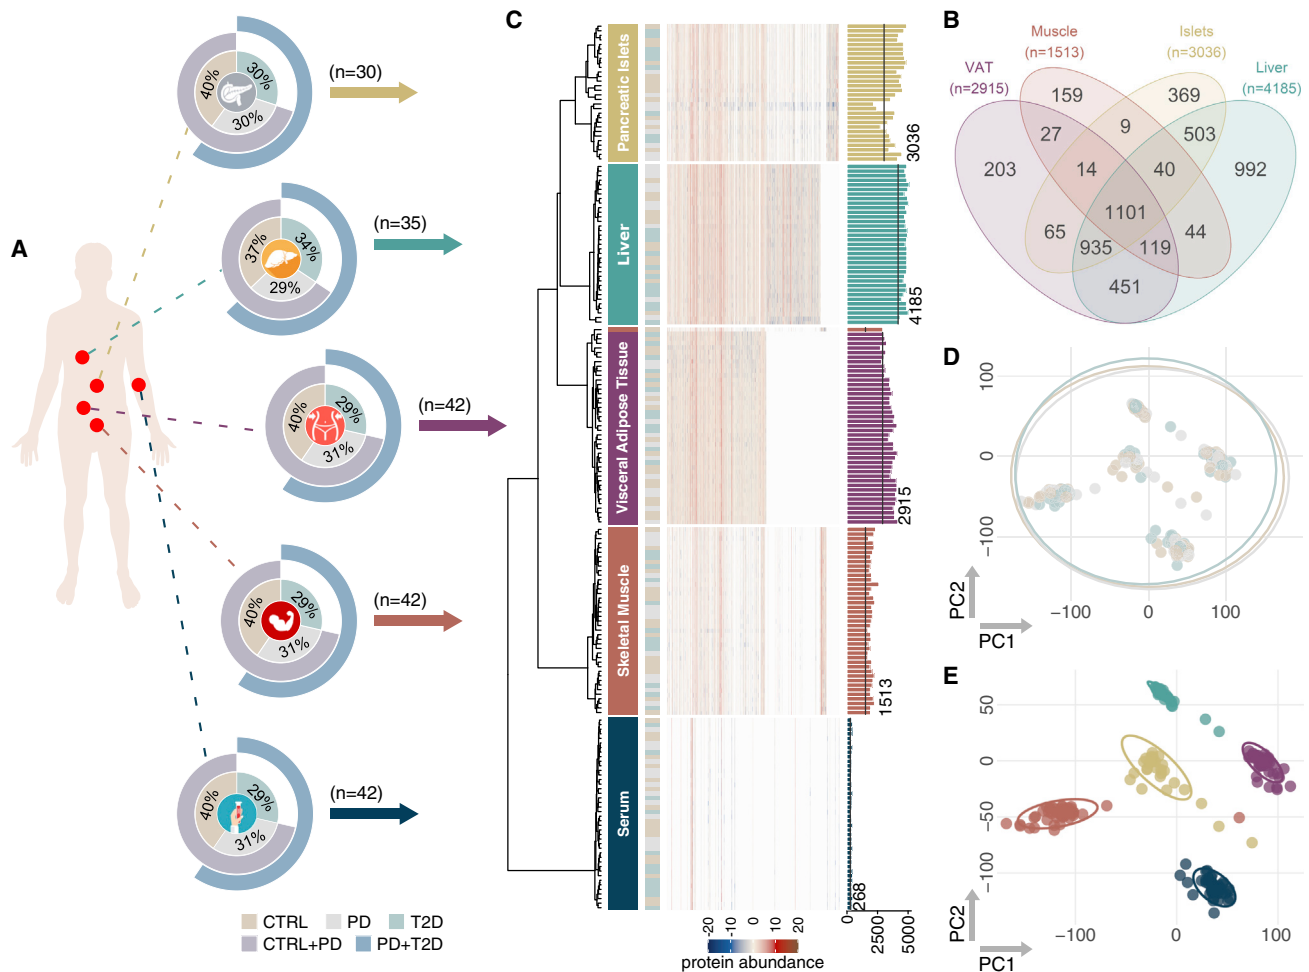 A
40%
30%
30%
(n=30)
37%
34%
29%
(n=35)
40%
29%
31%
(n=42)
40%
29%
31%
(n=42)
40%
29%
31%
(n=42)
CTRL
PD
T2D
CTRL+PD
PD+T2D
C
Pancreatic Islets
Liver
Visceral Adipose Tissue
Skeletal Muscle
Serum
3036
4185
2915
1513
268
0
2500
5000
-20
-10
0
10
20
protein abundance
B
Muscle
(n=1513)
Islets
(n=3036)
VAT
(n=2915)
Liver
(n=4185)
159
369
27
9
503
203
14
40
992
1101
65
935
119
44
451
D
100
0
−100
−100
0
100
PC2
PC1
E
50
0
−50
−100
−100
0
100
PC2
PC1